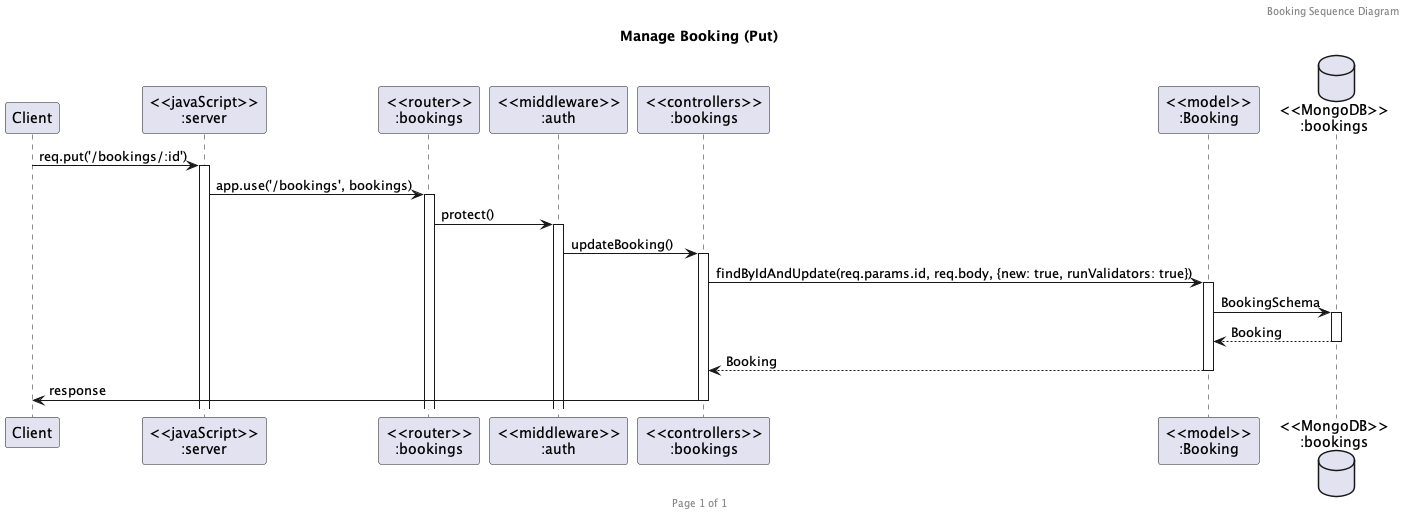 Booking Sequence Diagram
Manage Booking (Put)
Client
<<javaScript>>
:server
<<router>>
:bookings
<<middleware>>
:auth
<<controllers>>
:bookings
<<model>>
:Booking
<<MongoDB>>
:bookings
req.put('/bookings/:id')
app.use('/bookings', bookings)
protect()
updateBooking()
findByIdAndUpdate(req.params.id, req.body, {new: true, runValidators: true})
BookingSchema
Booking
Booking
response
Client
<<javaScript>>
:server
<<router>>
:bookings
<<middleware>>
:auth
<<controllers>>
:bookings
<<model>>
:Booking
<<MongoDB>>
:bookings
Page 1 of 1